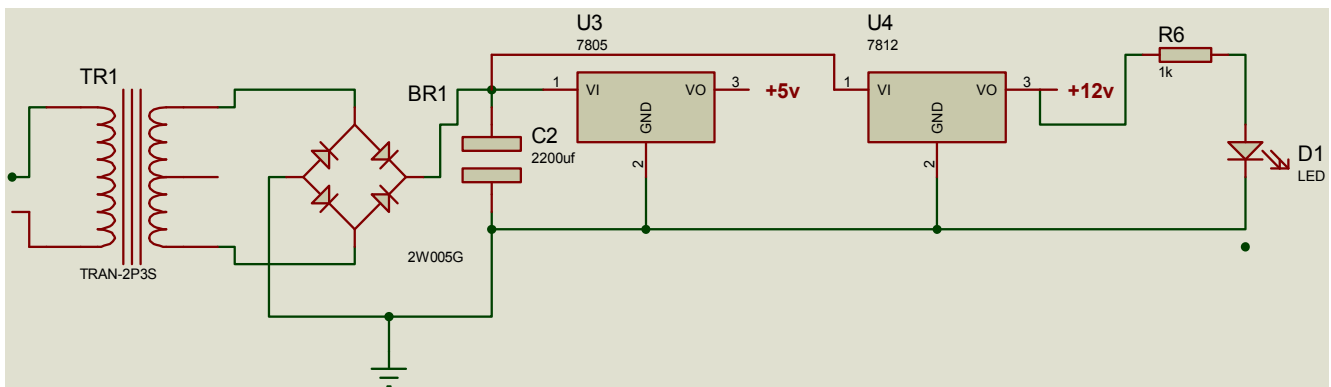 TR1
TRAN-2P3S
BR1
2W005G
C2
2200uf
U3
7805
1
VI
VO
3
GND
2
+5v
U4
7812
1
VI
VO
3
GND
2
+12v
R6
1k
D1
LED